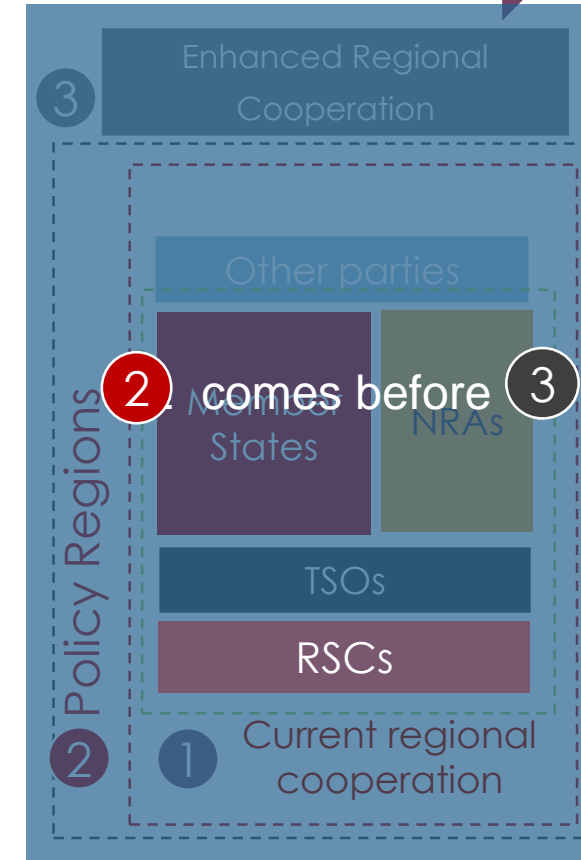 Enhanced Regional
3
Cooperation
Other parties
2 . comes before 3
Member
States
NRAs
Policy Regions
TSOs
RSCs
2
1
Current regional
cooperation